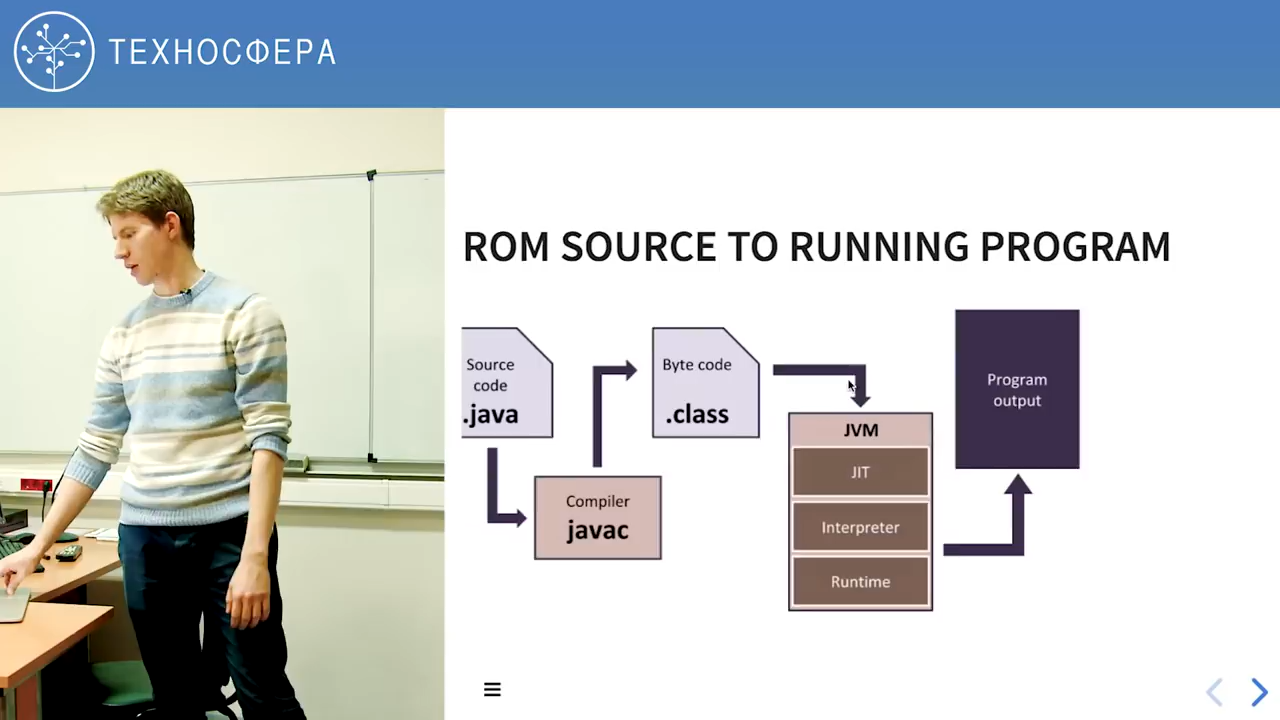 ТЕХНОСФЕРА
ROM SOURCE TO RUNNING PROGRAM
Source
code
.java
Compiler
javac
Byte code
.class
JVM
JIT
Interpreter
Runtime
Program
output